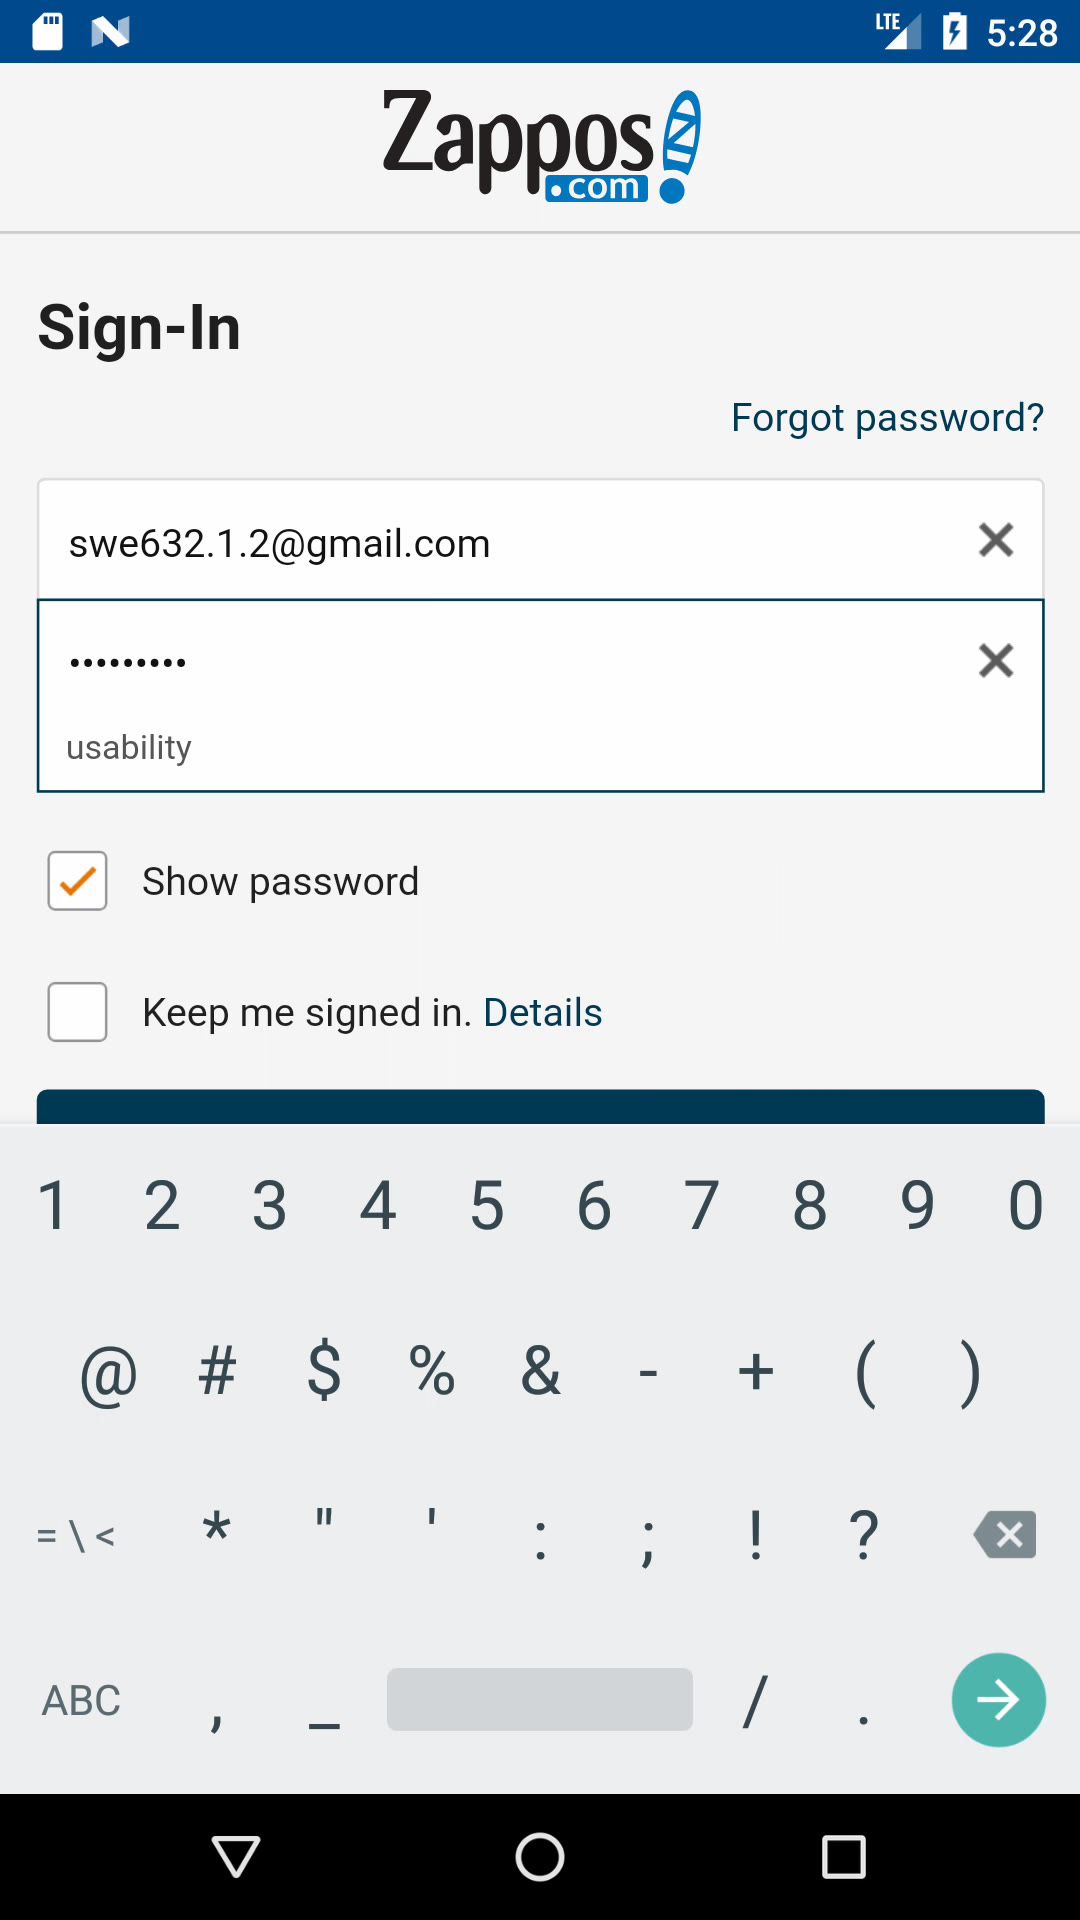 LTE 5:28
Zappos
.com
Sign-In
Forgot password?
swe632.1.2@gmail.com
•••••••••
usability
Show password
Keep me signed in. Details
1 2 3 4 5 6 7 8 9 0
@ # $ % & - + ( )
= \ < * " ' : ; ! ?
ABC , _ / .